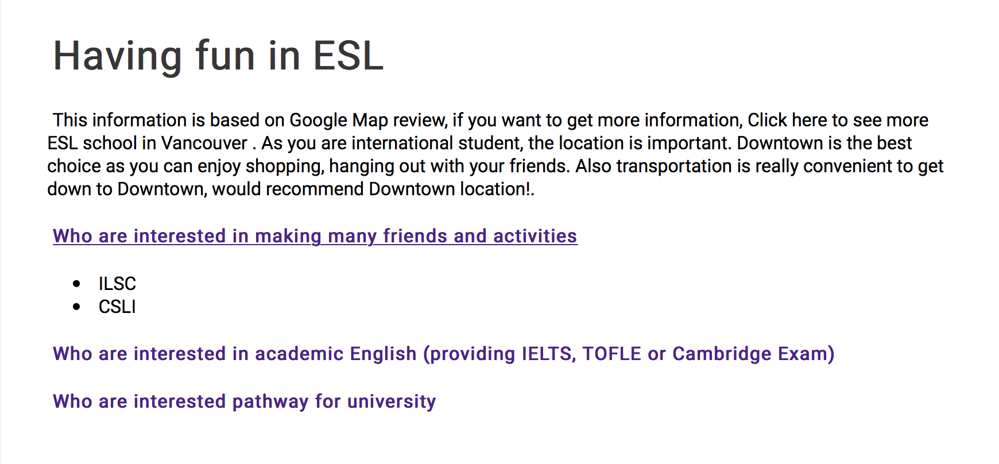 Having fun in ESL
This information is based on Google Map review, if you want to get more information, Click here to see more
ESL school in Vancouver . As you are international student, the location is important. Downtown is the best
choice as you can enjoy shopping, hanging out with your friends. Also transportation is really convenient to get
down to Downtown, would recommend Downtown location!.
Who are interested in making many friends and activities
• ILSC
• CSLI
Who are interested in academic English (providing IELTS, TOFLE or Cambridge Exam)
Who are interested pathway for university